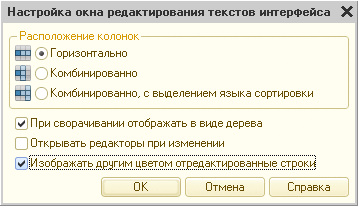 Настройка окна редактирования текстов интерфейса
Расположение колонок
Горизонтально
Комбинированно
Комбинированно, с выделением языка сортировки
При сворачивании отображать в виде дерева
Открывать редакторы при изменении
Изображать другим цветом отредактированные строки
OK Отмена Справка